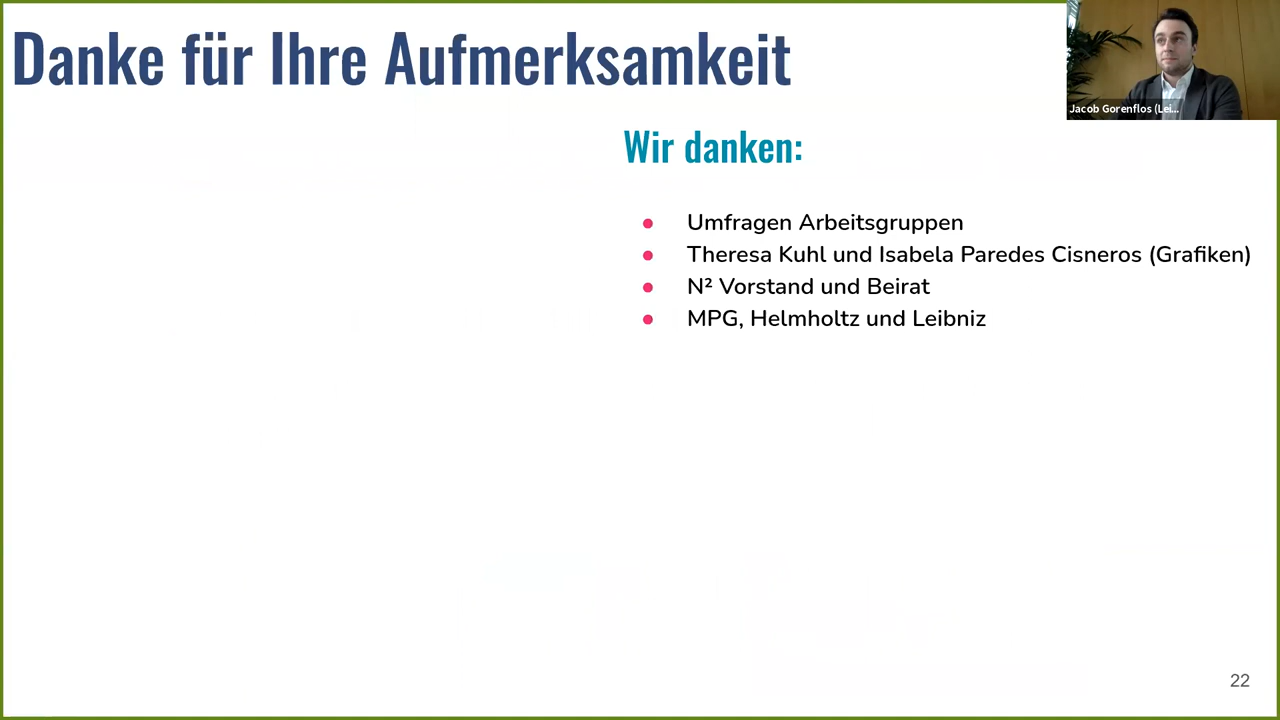 Danke für Ihre Aufmerksamkeit
Jacob Gorenflos (Lei...
Wir danken:
Umfragen Arbeitsgruppen
Theresa Kuhl und Isabela Paredes Cisneros (Grafiken)
N² Vorstand und Beirat
MPG, Helmholtz und Leibniz
22